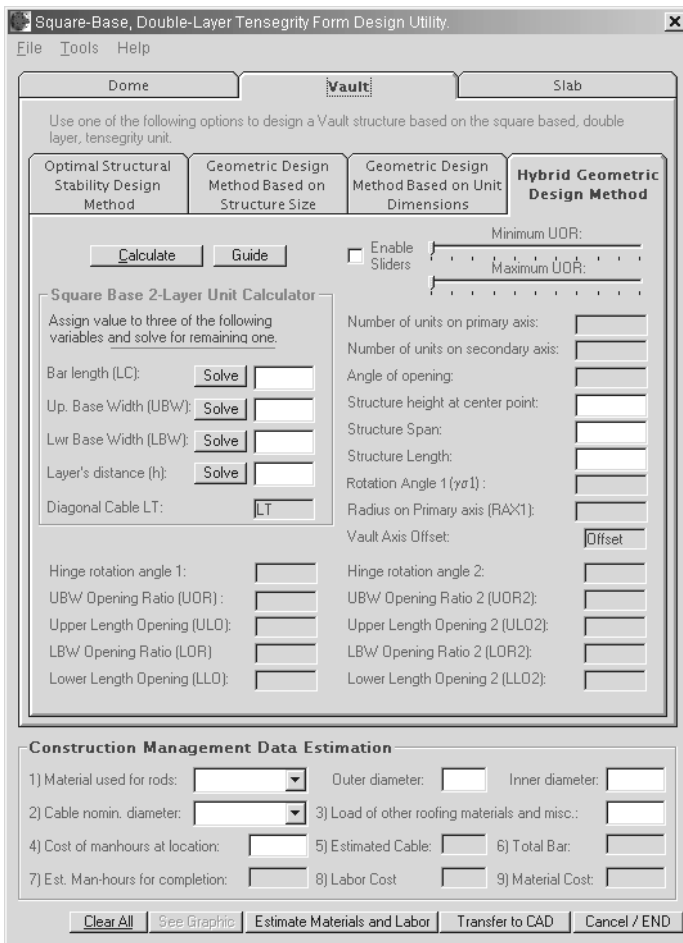 Square-Base, Double-Layer Tensegrity Form Design Utility.
File Tools Help
Dome Vault Slab
Use one of the following options to design a Vault structure based on the square based, double
layer, tensegrity unit.
Optimal Structural
Stability Design
Method
Geometric Design
Method Based on
Structure Size
Geometric Design
Method Based on Unit
Dimensions
Hybrid Geometric
Design Method
Calculate Guide
Enable
Sliders
Minimum UOR:
Maximum UOR:
Square Base 2-Layer Unit Calculator
Assign value to three of the following
variables and solve for remaining one.
Bar length (LC): Solve
Up. Base Width (UBW): Solve
Lwr Base Width (LBW): Solve
Layer's distance (h): Solve
Diagonal Cable LT: LT
Number of units on primary axis:
Number of units on secondary axis:
Angle of opening:
Structure height at center point:
Structure Span:
Structure Length:
Rotation Angle 1(γσ1) :
Radius on Primary axis (RAX1):
Vault Axis Offset: Offset
Hinge rotation angle 1:
UBW Opening Ratio (UOR) :
Upper Length Opening (ULO):
LBW Opening Ratio (LOR)
Lower Length Opening (LLO):
Hinge rotation angle 2:
UBW Opening Ratio 2 (UOR2):
Upper Length Opening 2 (ULO2):
LBW Opening Ratio 2 (LOR2):
Lower Length Opening 2 (LLO2):
Construction Management Data Estimation
1) Material used for rods: Outer diameter: Inner diameter:
2) Cable nomin. diameter: 3) Load of other roofing materials and misc.:
4) Cost of manhours at location: 5) Estimated Cable: 6) Total Bar:
7) Est. Man-hours for completion: 8) Labor Cost 9) Material Cost:
Clear All See Graphic Estimate Materials and Labor Transfer to CAD Cancel / END